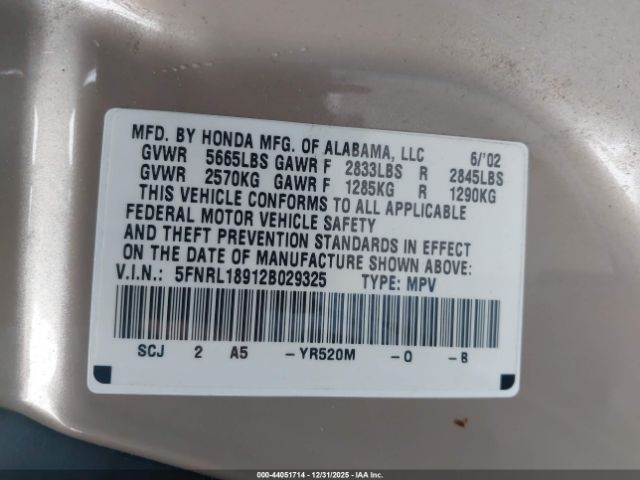 MFD. BY HONDA MFG. OF ALABAMA, LLC 6/'02
GVWR 5665LBS GAWR F 2833LBS R 2845LBS
GVWR 2570KG GAWR F 1285KG R 1290KG
THIS VEHICLE CONFORMS TO ALL APPLICABLE
FEDERAL MOTOR VEHICLE SAFETY
AND THEFT PREVENTION STANDARDS IN EFFECT
ON THE DATE OF MANUFACTURE SHOWN ABOVE:
V.I.N.: 5FNRL18912B029325 TYPE: MPV
SCJ 2 A5 -YR520M -0 -8
000-44051714 - 12/31/2025 - IAA Inc.